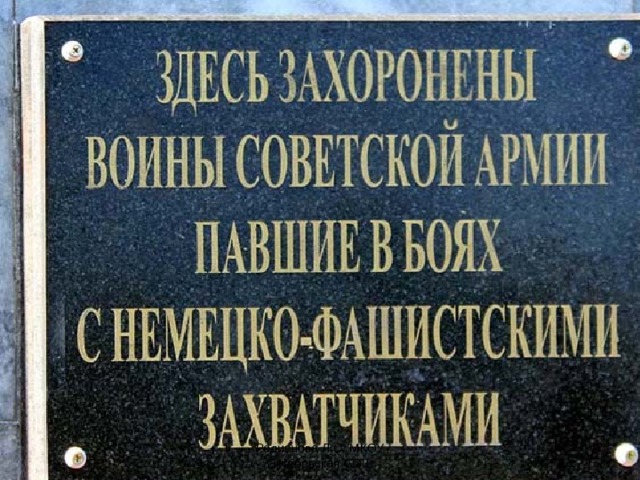 ЗДЕСЬ ЗАХОРОНЕНЫ
ВОИНЫ СОВЕТСКОЙ АРМИИ
ПАВШИЕ В БОЯХ
С НЕМЕЦКО-ФАШИСТСКИМИ
ЗАХВАТЧИКАМИ